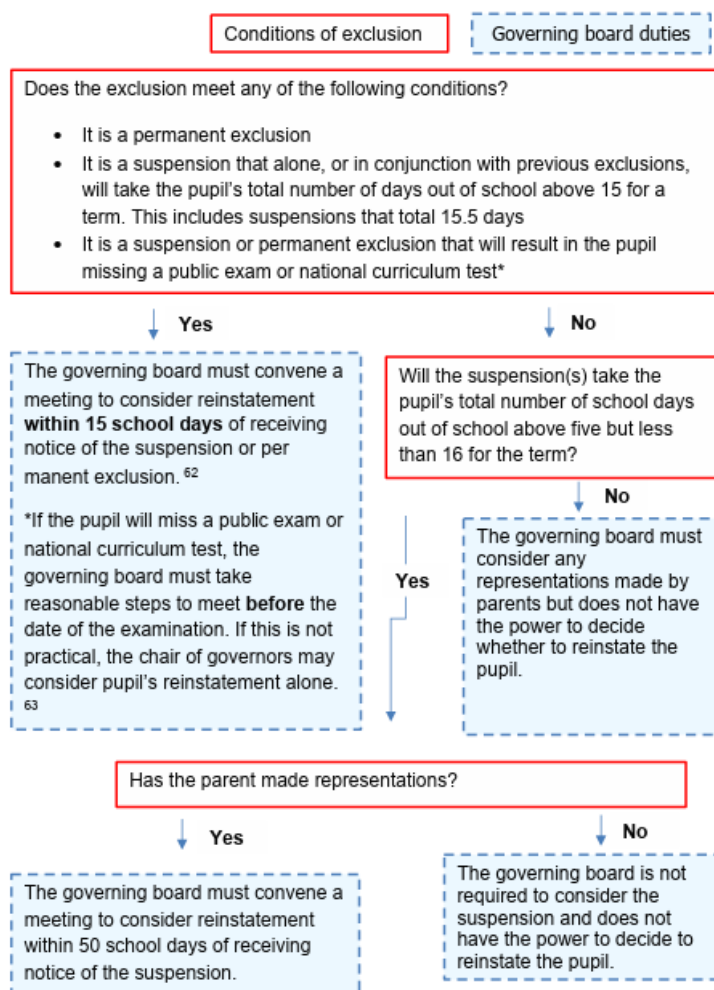 Conditions of exclusion
Governing board duties
Does the exclusion meet any of the following conditions?
• It is a permanent exclusion
• It is a suspension that alone, or in conjunction with previous exclusions,
will take the pupil's total number of days out of school above 15 for a
term. This includes suspensions that total 15.5 days
• It is a suspension or permanent exclusion that will result in the pupil
missing a public exam or national curriculum test*
Yes
No
The governing board must convene a
meeting to consider reinstatement
within 15 school days of receiving
notice of the suspension or per
manent exclusion. 62
*If the pupil will miss a public exam or
national curriculum test, the
governing board must take
reasonable steps to meet before the
date of the examination. If this is not
practical, the chair of governors may
consider pupil's reinstatement alone.
63
Will the suspension(s) take the
pupil's total number of school days
out of school above five but less
than 16 for the term?
No
Yes
The governing board must
consider any
representations made by
parents but does not have
the power to decide
whether to reinstate the
pupil.
Has the parent made representations?
Yes
No
The governing board must convene a
meeting to consider reinstatement
within 50 school days of receiving
notice of the suspension.
The governing board is not
required to consider the
suspension and does not
have the power to decide to
reinstate the pupil.